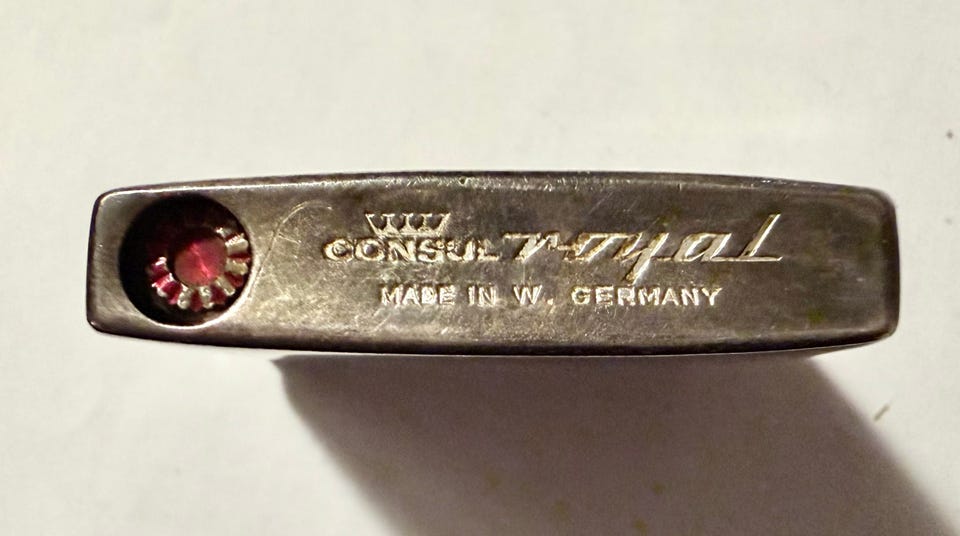 CONSUL royal
MADE IN W. GERMANY